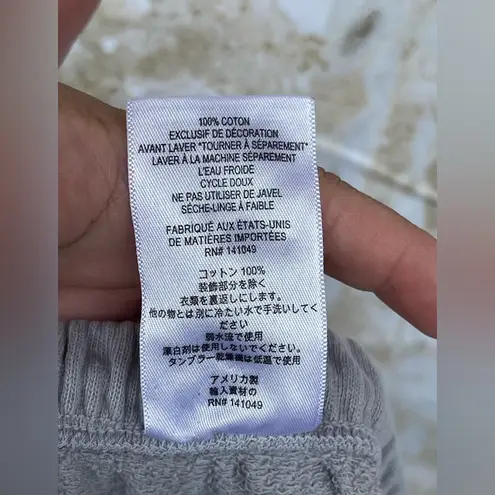 100% COTON
EXCLUSIF DE DÉCORATION
AVANT LAVER "TOURNER À SÉPAREMENT"
LAVER À LA MACHINE SÉPAREMENT
L'EAU FROIDE
CYCLE DOUX
NE PAS UTILISER DE JAVEL
SÈCHE-LINGE À FAIBLE
FABRIQUÉ AUX ÉTATS-UNIS
DE MATIÈRES IMPORTÉES
RN# 141049
コットン 100%
装飾部分を除く
衣類を裏返しにします。
他の物とは別に冷たい水で手洗いしてく
ださい
弱水流で使用
漂白剤は使用しないでください。
タンブラー乾燥機は低温で使用
アメリカ製
輸入資材の
RN# 141049